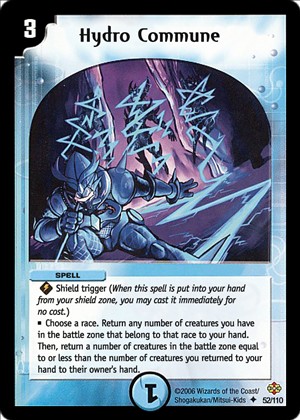 3
Hydro Commune
SPELL
Shield trigger (When this spell is put into your hand
from your shield zone, you may cast it immediately for
no cost.)
■ Choose a race. Return any number of creatures you have
in the battle zone that belong to that race to your hand.
Then, return a number of creatures in the battle zone equal
to or less than the number of creatures you returned to your
hand to their owner's hand.
1
©2006 Wizards of the Coast/
Shogakukan/Mitsui-Kids ✦ 52/110